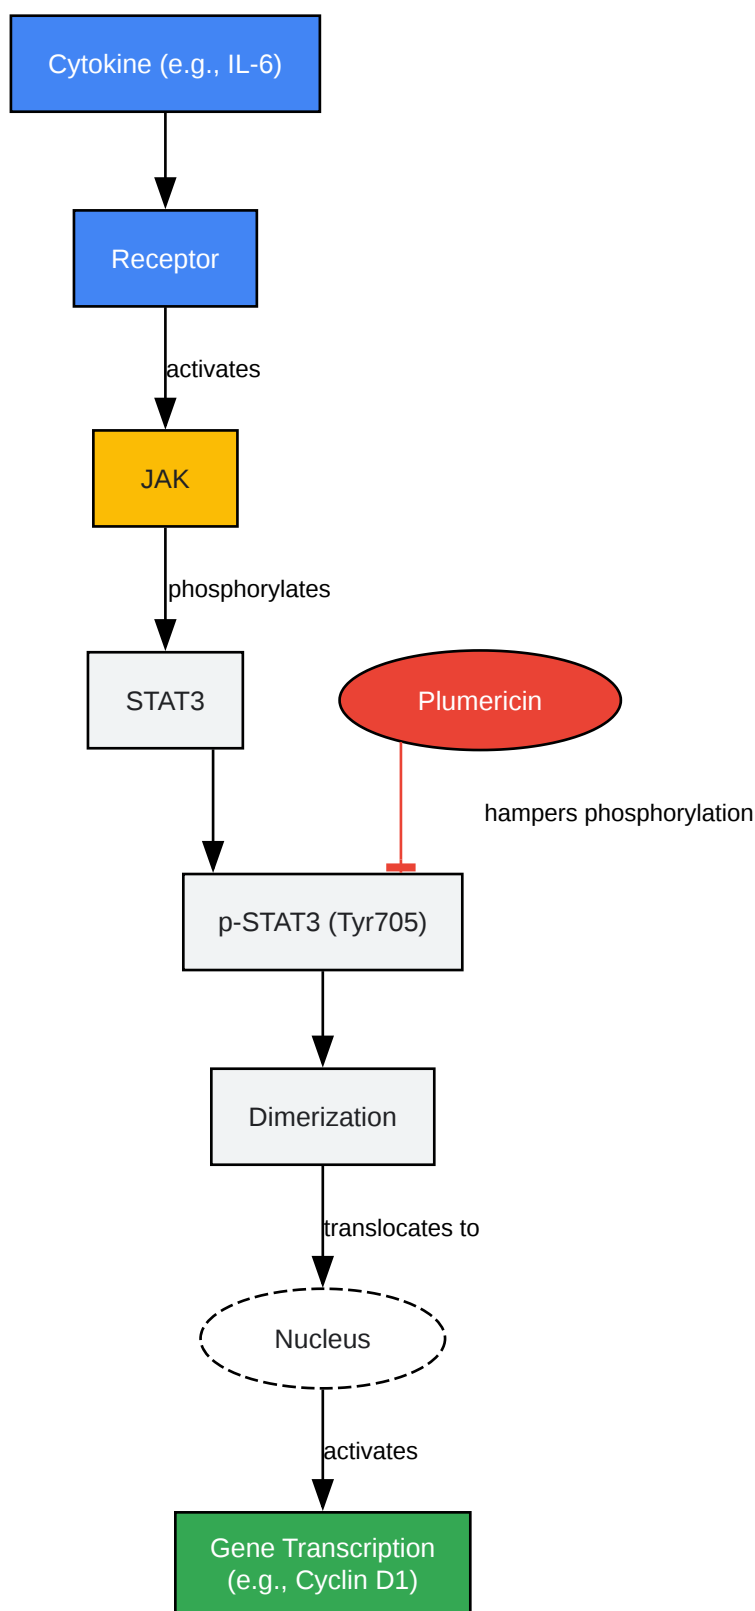 Cytokine (e.g., IL-6)
Receptor
activates
JAK
phosphorylates
STAT3
Plumericin
hampers phosphorylation
p-STAT3 (Tyr705)
Dimerization
translocates to
Nucleus
activates
Gene Transcription
(e.g., Cyclin D1)